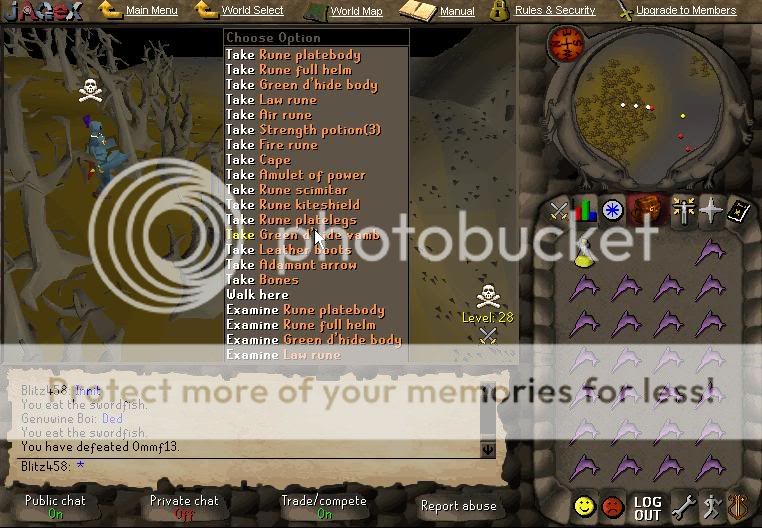 JAGeX
Main Menu
World Select
World Map
Manual
Rules & Security
Upgrade to Members
Choose Option
Take Rune platebody
Take Rune full helm
Take Green d'hide body
Take Law rune
Take Air rune
Take Strength potion(3)
Take Fire rune
Take Cape
Take Amulet of power
Take Rune scimitar
Take Rune kiteshield
Take Rune platelegs
Take Green d'hide vamb
Take Leather boots
Take Adamant arrow
Take Bones
Walk here
Examine Rune platebody
Examine Rune full helm
Examine Green d'hide body
Examine Law rune
Level: 28
photobucket
Protect more of your memories for less!
Blitz458: Innit
You eat the swordfish.
Genuwine Boi: Ded
You eat the swordfish.
You have defeated Ommf13.
Blitz458: *
Public chat
On
Private chat
Off
Trade/compete
On
Report abuse
LOG
OUT